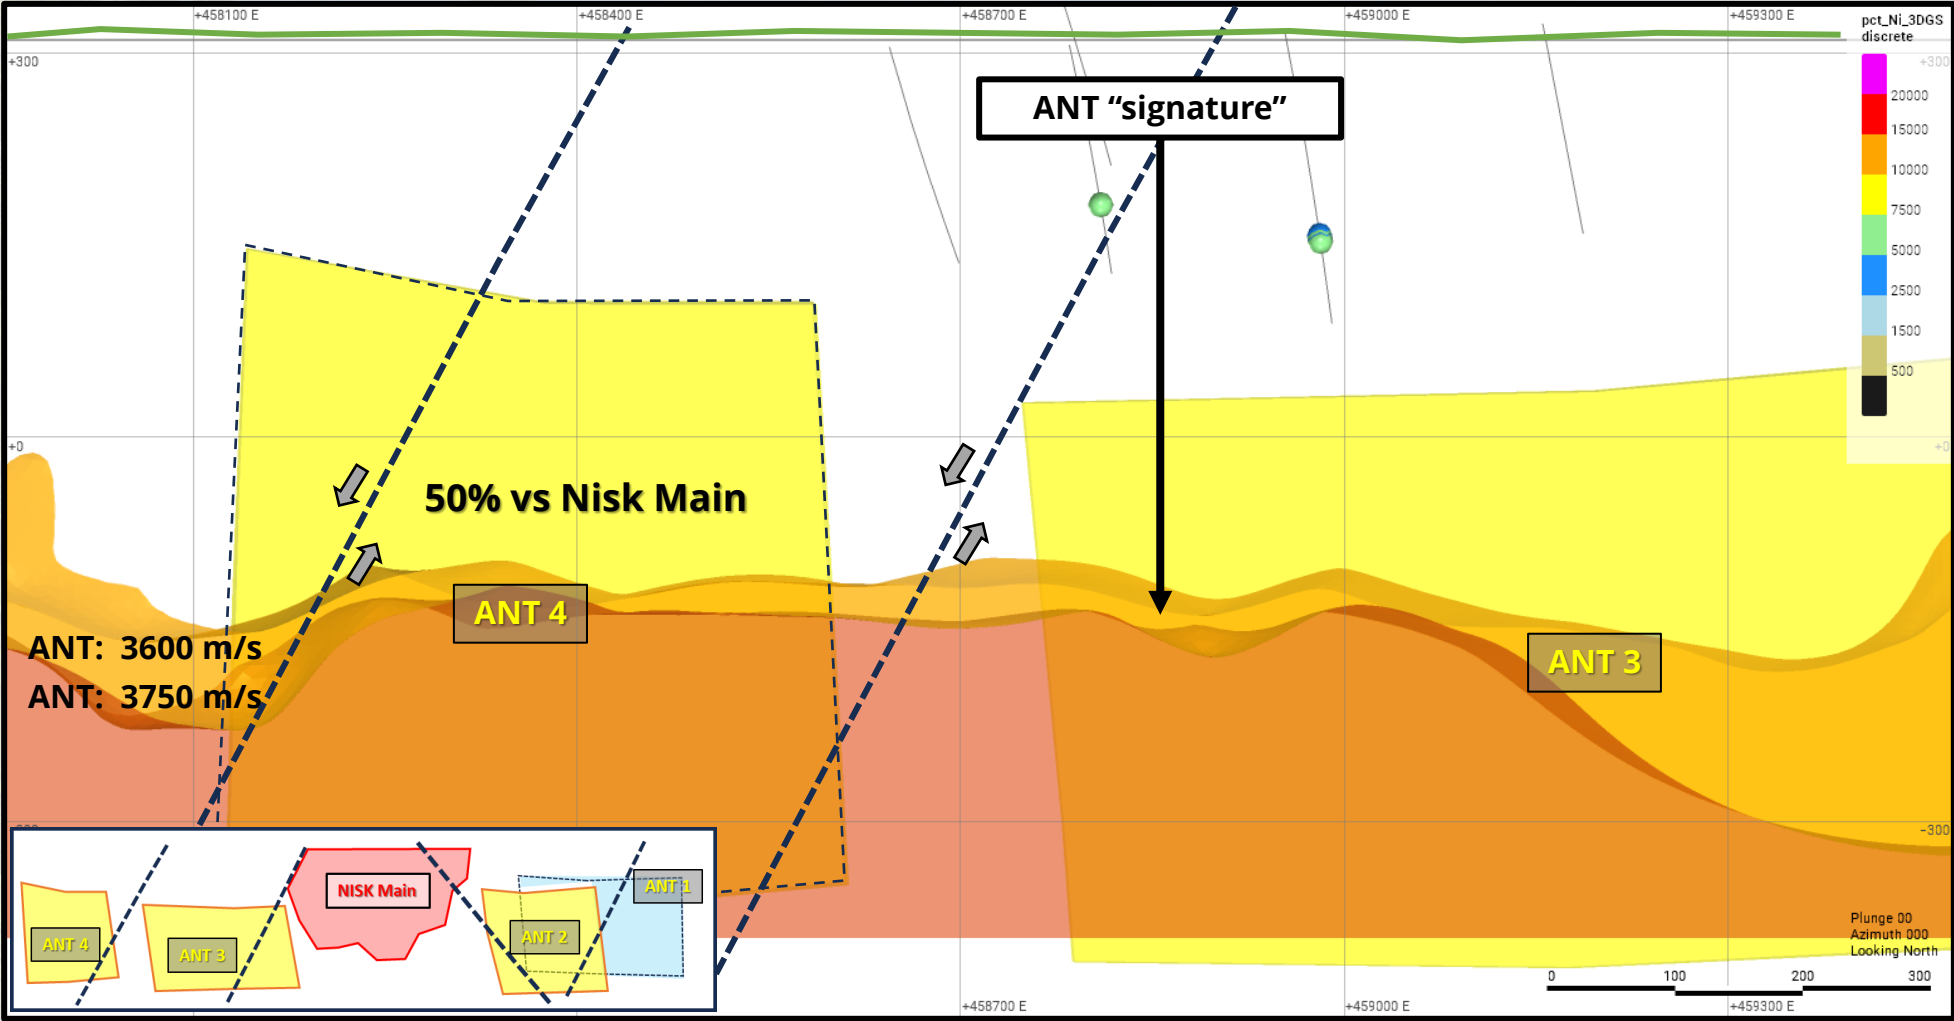 +458100 E
+458400 E
+458700 E
+459000 E
+459300 E
pct_Ni_3DGS
discrete
+300
+300
20000
15000
10000
7500
5000
2500
1500
500
ANT “signature”
+0
+0
50% vs Nisk Main
ANT 4
ANT: 3600 m/s
ANT 3
ANT: 3750 m/s
-300
NISK Main
ANT 1
ANT 4
ANT 3
ANT 2
Plunge 00
Azimuth 000
Looking North
0 100 200 300
+458700 E
+459000 E
+459300 E